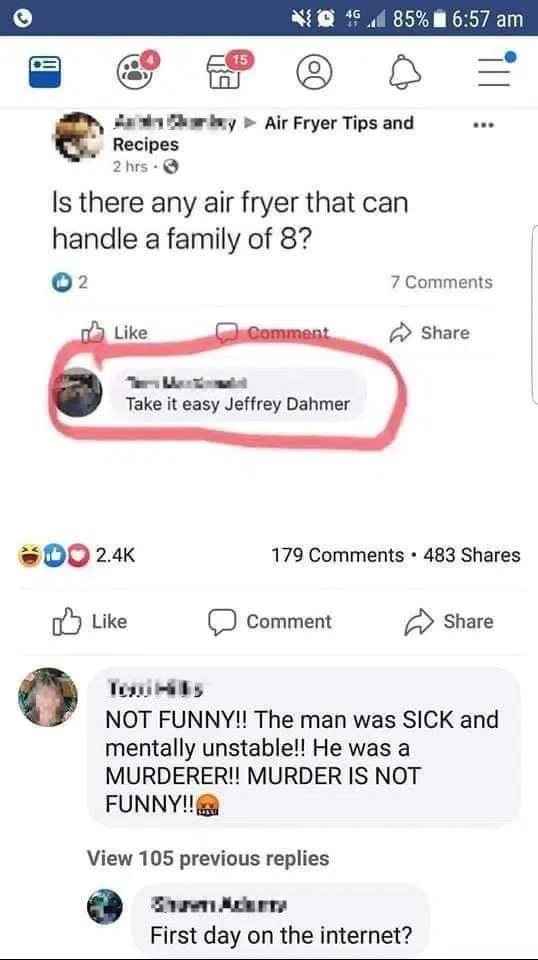 4G 85% 6:57 am
4
15
Air Fryer Tips and
Recipes
2 hrs
Is there any air fryer that can
handle a family of 8?
2 7 Comments
Like Comment Share
Take it easy Jeffrey Dahmer
2.4K 179 Comments • 483 Shares
Like Comment Share
NOT FUNNY!! The man was SICK and
mentally unstable!! He was a
MURDERER!! MURDER IS NOT
FUNNY!!🤬
View 105 previous replies
First day on the internet?